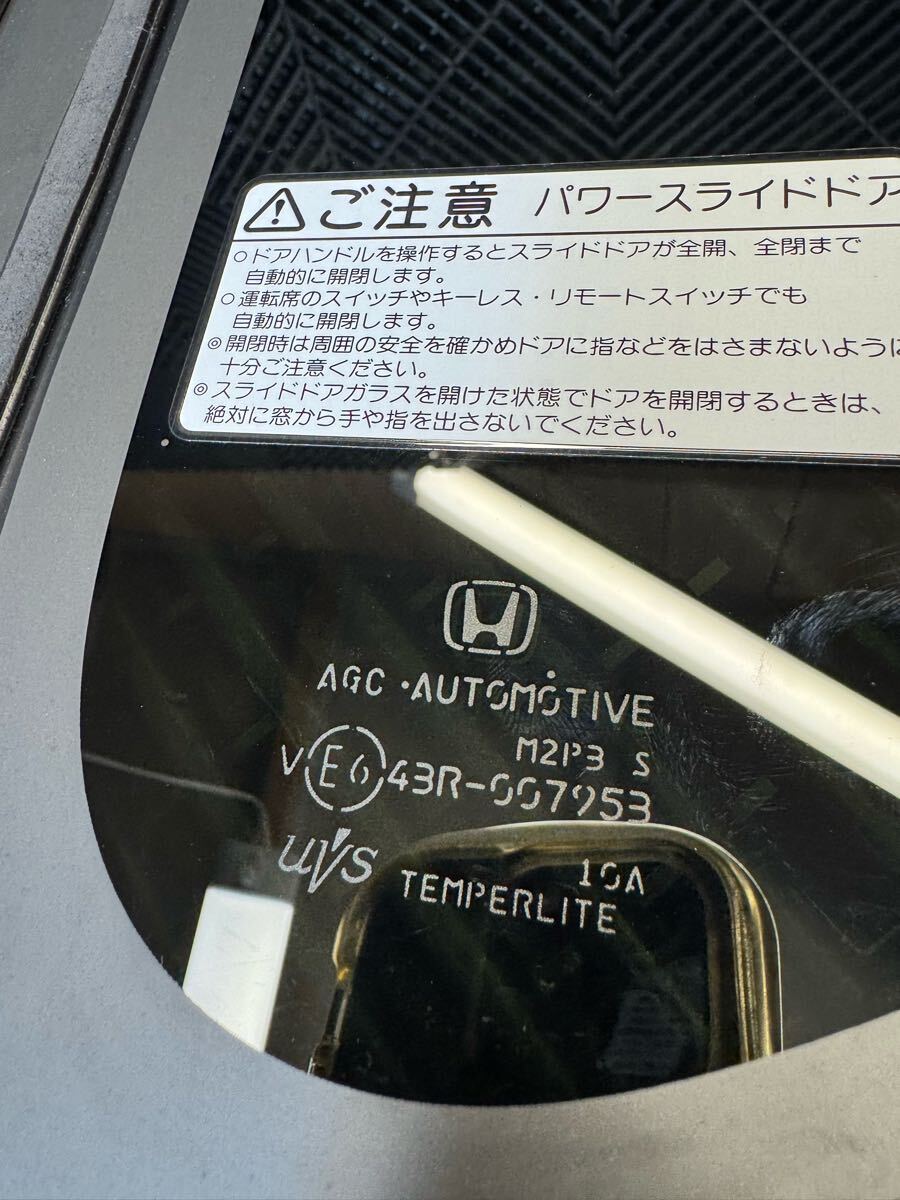 ご注意 パワースライドドア
○ドアハンドルを操作するとスライドドアが全開、全閉まで
自動的に開閉します。
○運転席のスイッチやキーレス・リモートスイッチでも
自動的に開閉します。
◎開閉時は周囲の安全を確かめドアに指などをはさまないように
十分ご注意ください。
◎スライドドアガラスを開けた状態でドアを開閉するときは、
絶対に窓から手や指を出さないでください。
AGC・AUTOMOTIVE
M2P3 S
V E6 43R-007953
UVS 10A
TEMPERLITE